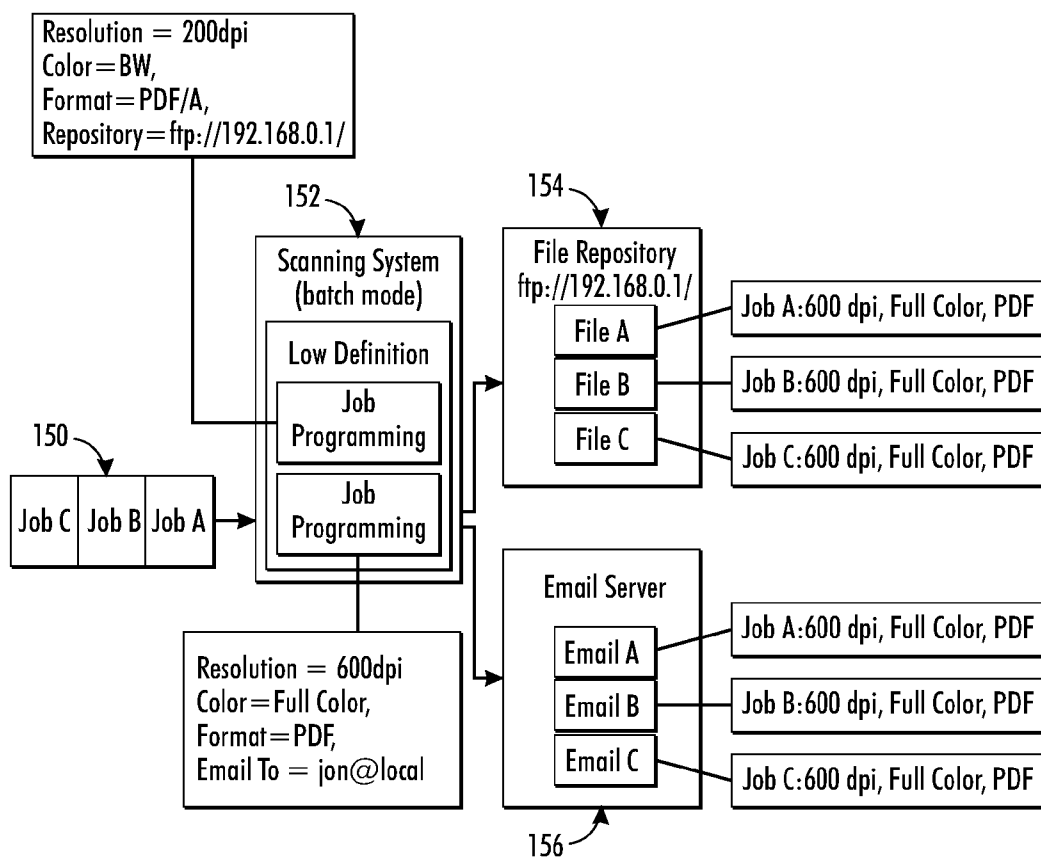 Resolution = 200dpi
Color=BW,
Format=PDF/A,
Repository=ftp://192.168.0.1/
152
154
Scanning System
(batch mode)
Low Definition
Job
Programming
Job
Programming
150
Job C
Job B
Job A
File Repository
ftp://192.168.0.1/
File A
File B
File C
Job A:600 dpi, Full Color, PDF
Job B:600 dpi, Full Color, PDF
Job C:600 dpi, Full Color, PDF
Resolution = 600dpi
Color=Full Color,
Format=PDF,
Email To = jon@local
Email Server
Email A
Email B
Email C
Job A:600 dpi, Full Color, PDF
Job B:600 dpi, Full Color, PDF
Job C:600 dpi, Full Color, PDF
156